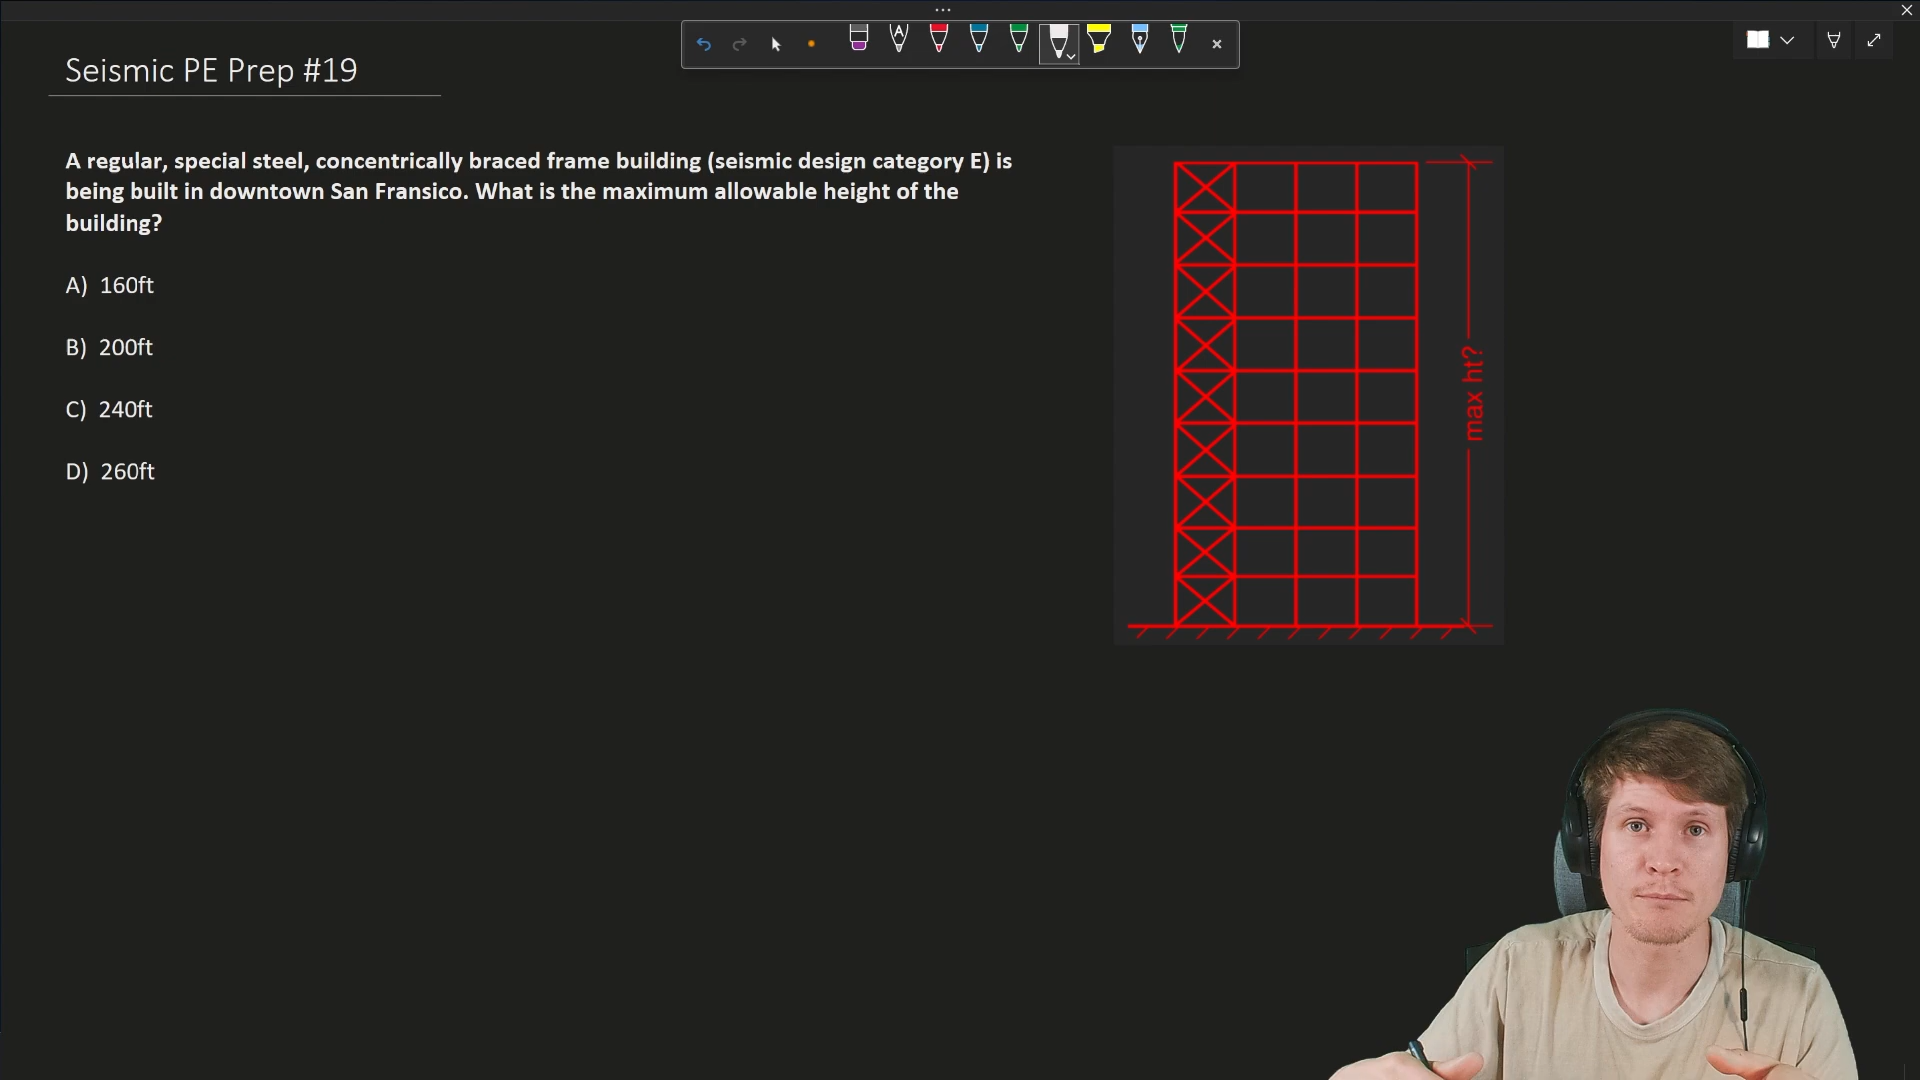 Seismic PE Prep #19
A regular, special steel, concentrically braced frame building (seismic design category E) is
being built in downtown San Fransico. What is the maximum allowable height of the
building?
A) 160ft
B) 200ft
C) 240ft
D) 260ft
max ht?